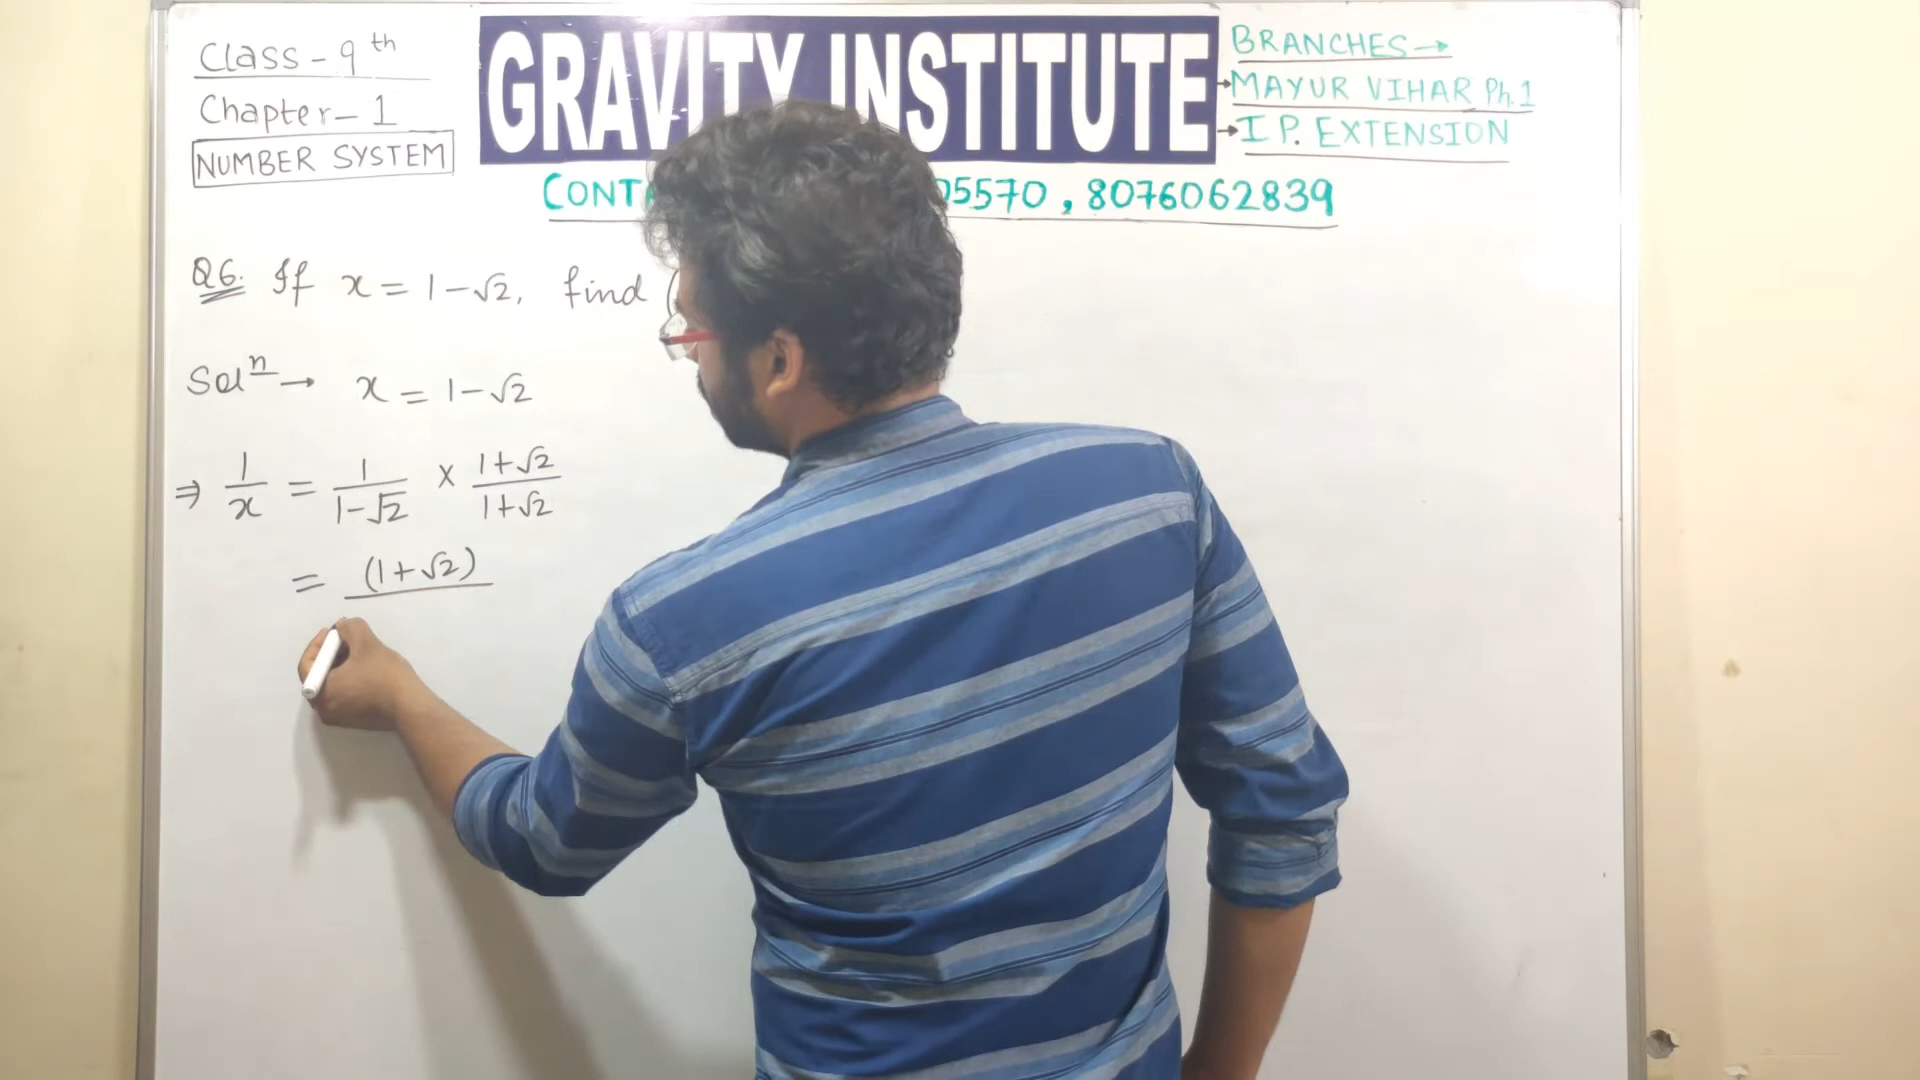 Class - 9th
Chapter - 1
NUMBER SYSTEM
GRAVITY INSTITUTE
BRANCHES →
→ MAYUR VIHAR Ph.1
→ I P. EXTENSION
5570 , 8076062839
Q6. If x = 1 - √2, find (
Solⁿ → x = 1 - √2
⇒ 1/x = 1/(1-√2) × (1+√2)/(1+√2)
= (1+√2)